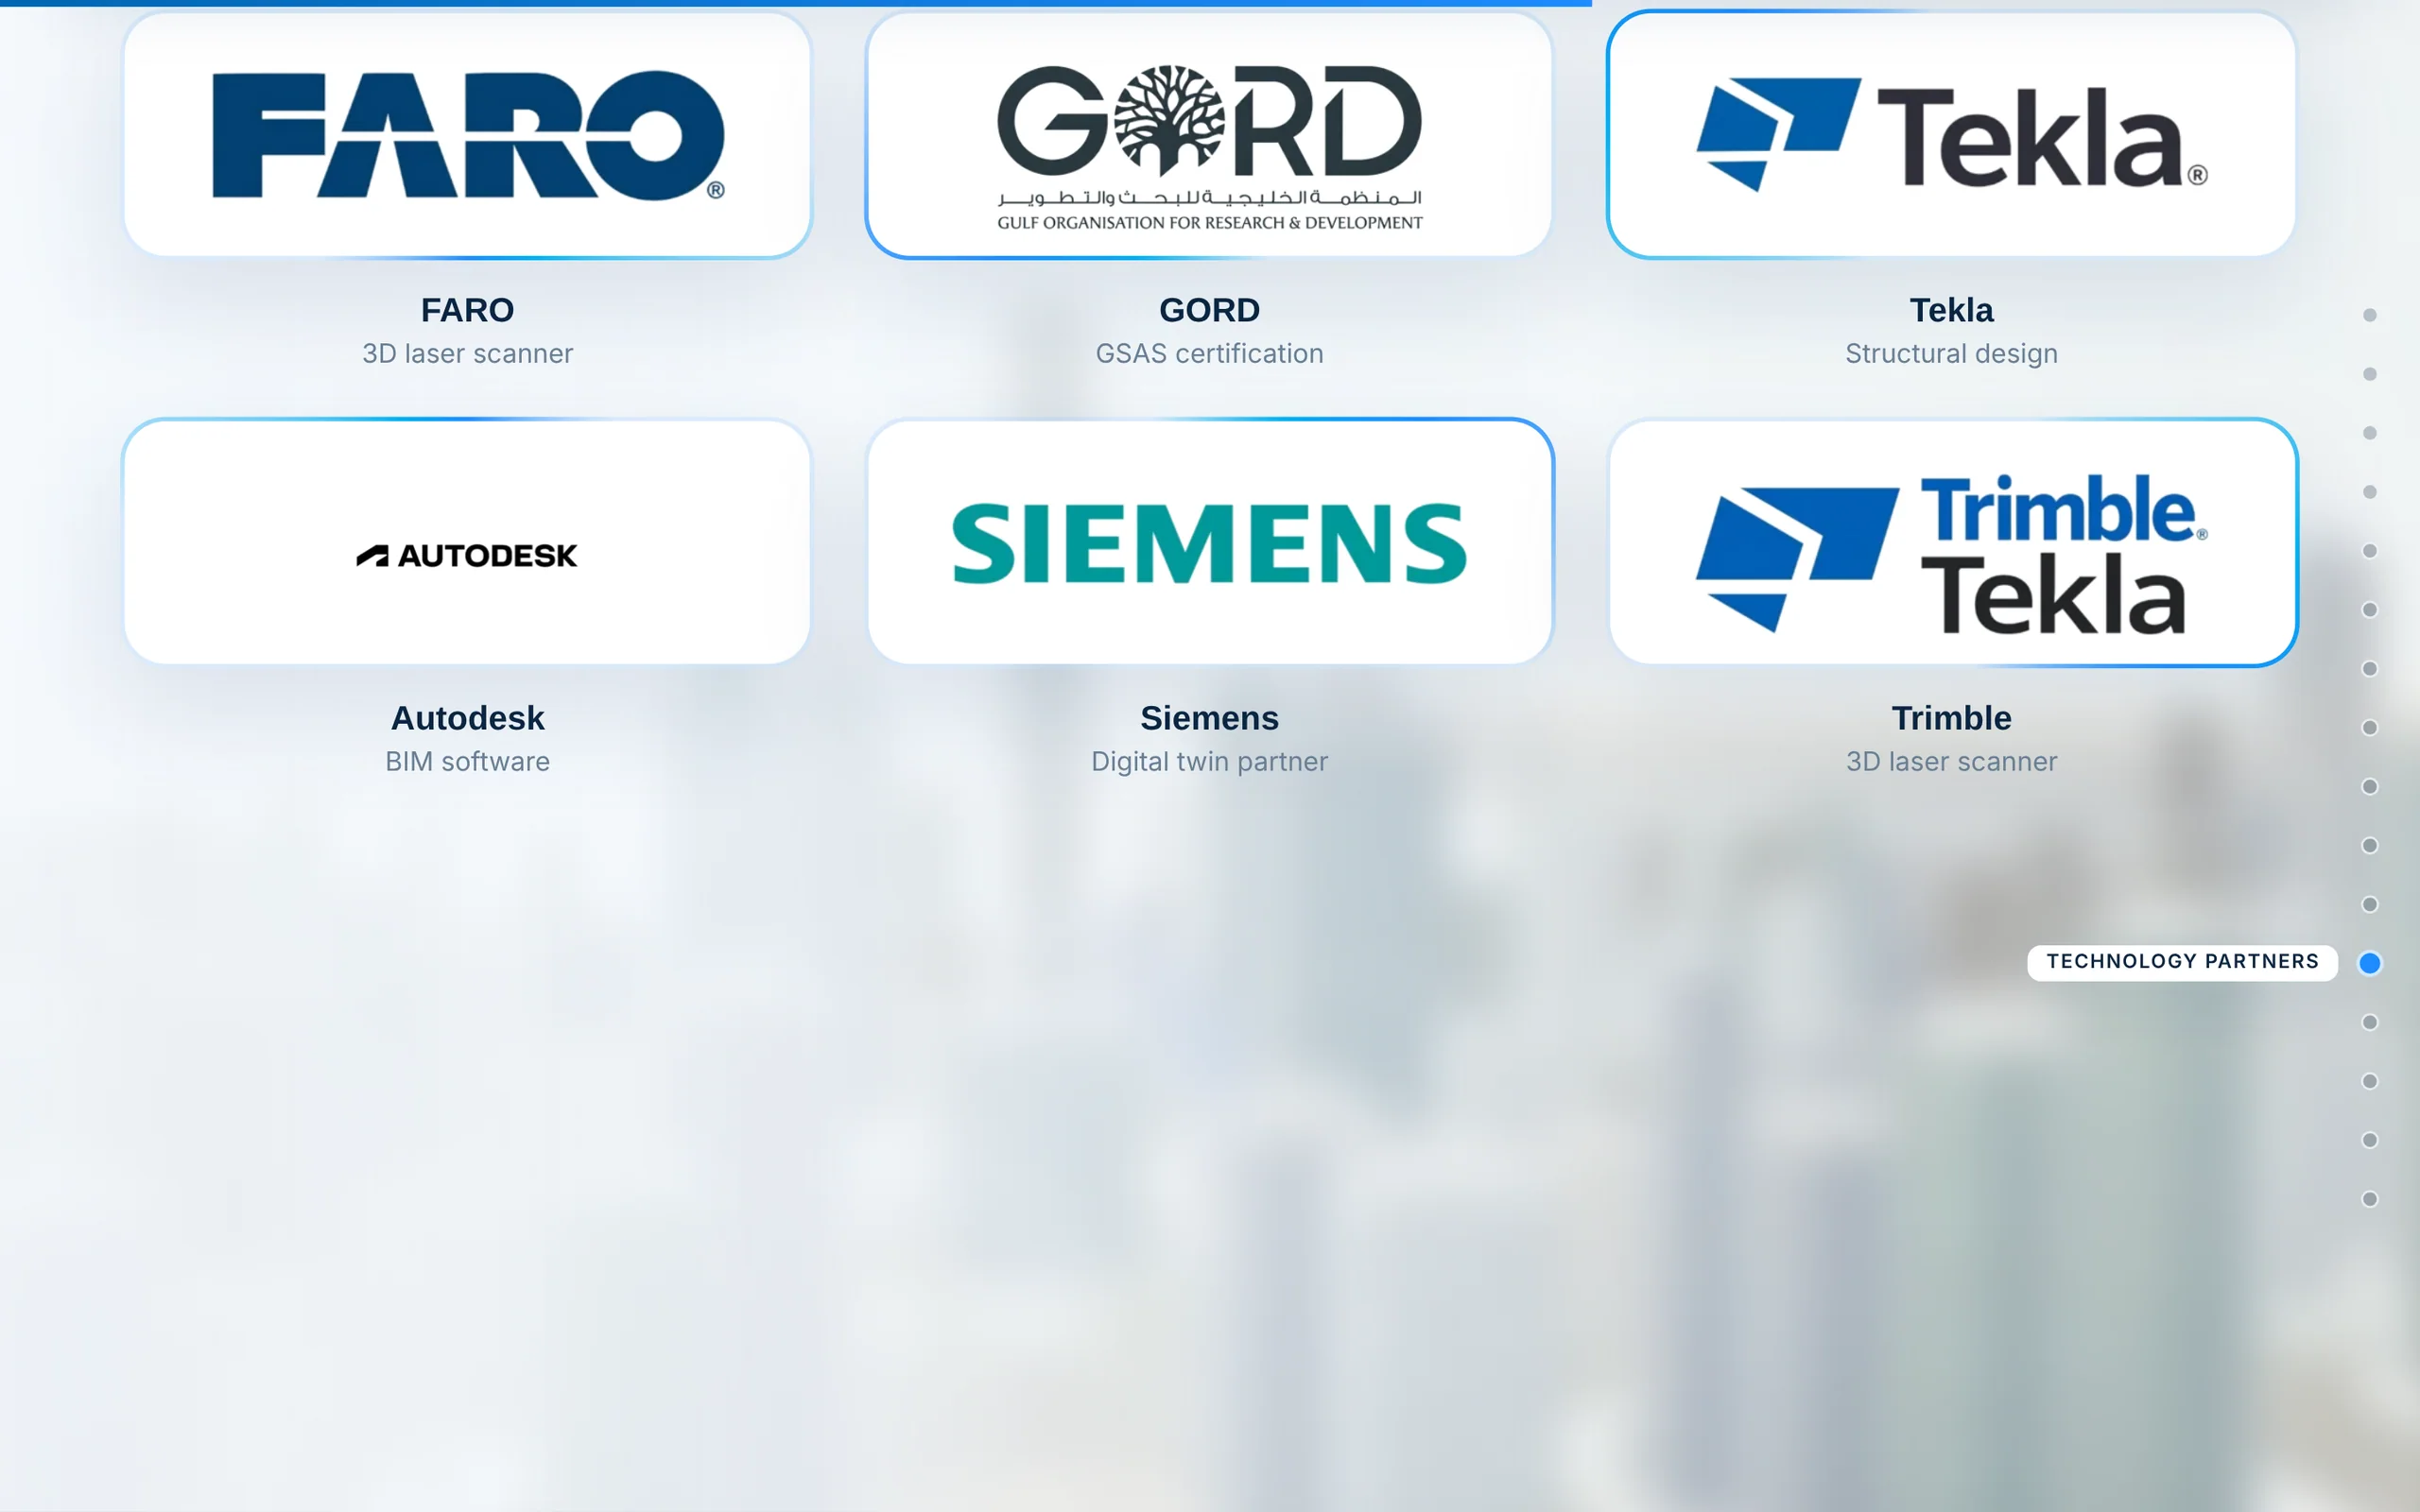 FARO®
GORD
المنظمة الخليجية للبحث والتطوير
GULF ORGANISATION FOR RESEARCH & DEVELOPMENT
Tekla®
FARO
3D laser scanner
GORD
GSAS certification
Tekla
Structural design
AUTODESK
SIEMENS
Trimble®
Tekla
Autodesk
BIM software
Siemens
Digital twin partner
Trimble
3D laser scanner
TECHNOLOGY PARTNERS